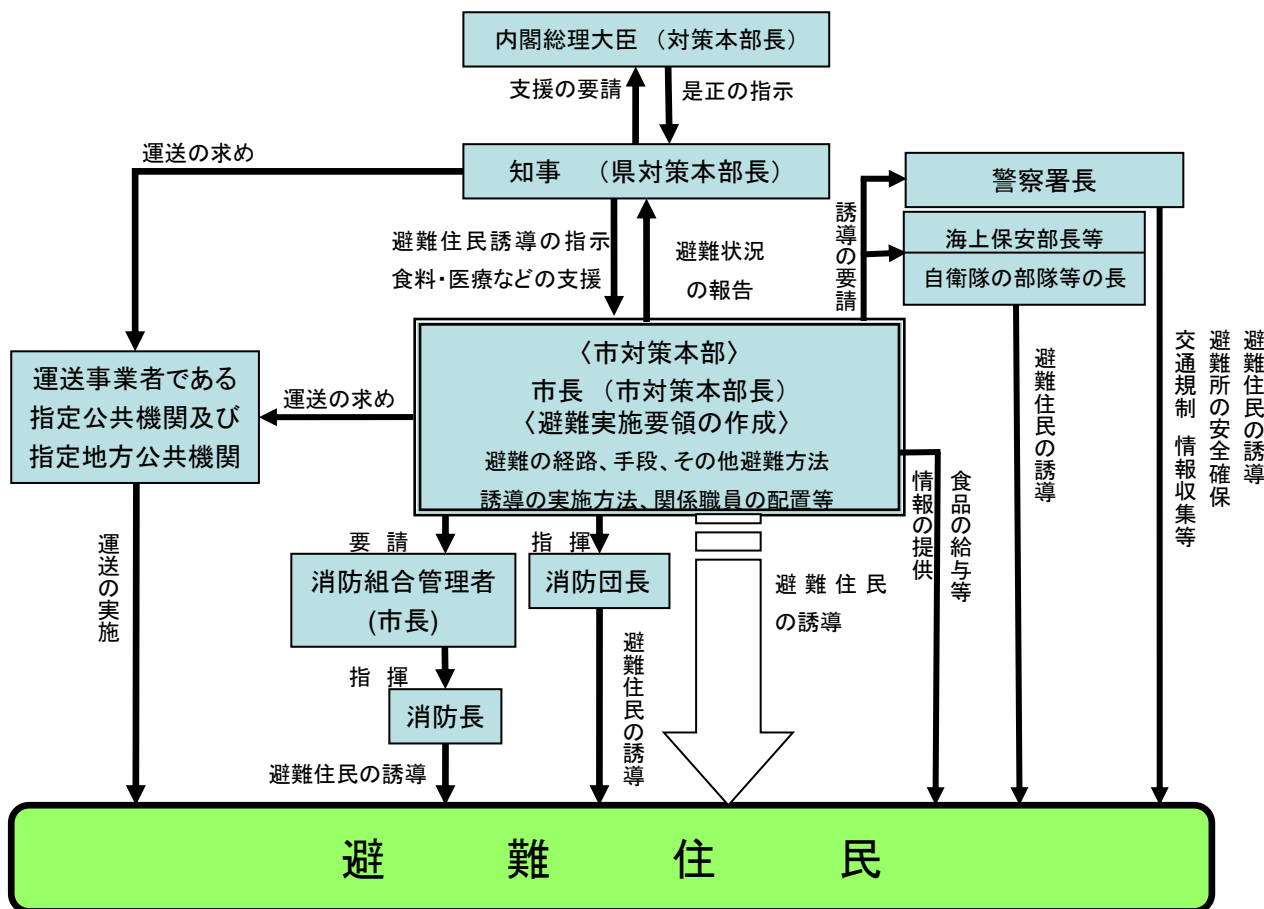 内閣総理大臣 （対策本部長）
支援の要請
是正の指示
運送の求め
知事 （県対策本部長）
警察署長
誘導の要請
海上保安部長等
自衛隊の部隊等の長
避難住民誘導の指示
食料・医療などの支援
避難状況
の報告
〈市対策本部〉
市長 （市対策本部長）
〈避難実施要領の作成〉
避難の経路、手段、その他避難方法
誘導の実施方法、関係職員の配置等
運送事業者である
指定公共機関及び
指定地方公共機関
運送の求め
避難住民の誘導
避難住民の誘導
避難所の安全確保
交通規制 情報収集等
食品の給与等
情報の提供
運送の実施
要 請
消防組合管理者
(市長)
指 揮
消防団長
避 難 住 民
の 誘導
指 揮
消防長
避難住民の誘導
避難住民の誘導
避 難 住 民